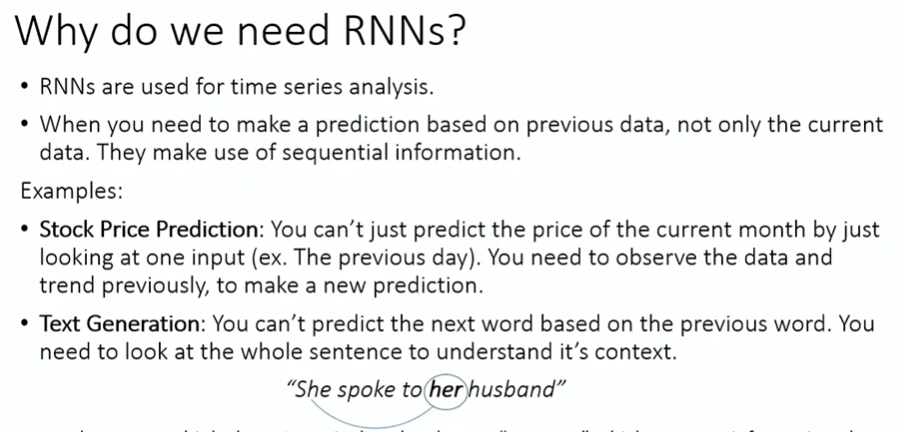 Why do we need RNNs?
• RNNs are used for time series analysis.
• When you need to make a prediction based on previous data, not only the current
data. They make use of sequential information.
Examples:
• Stock Price Prediction: You can’t just predict the price of the current month by just
looking at one input (ex. The previous day). You need to observe the data and
trend previously, to make a new prediction.
• Text Generation: You can’t predict the next word based on the previous word. You
need to look at the whole sentence to understand it’s context.
“She spoke to her husband”